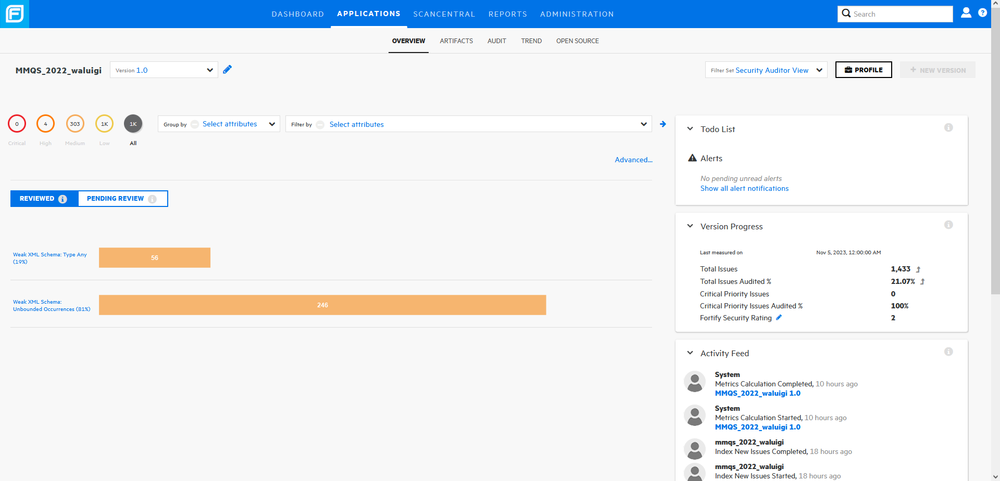 DASHBOARD APPLICATIONS SCANCENTRAL REPORTS ADMINISTRATION Search
OVERVIEW ARTIFACTS AUDIT TREND OPEN SOURCE
MMQS_2022_waluigi Version 1.0 Filter Set Security Auditor View PROFILE + NEW VERSION
0 4 303 1K 1K
Critical High Medium Low All
Group by Select attributes Filter by Select attributes
Advanced...
REVIEWED PENDING REVIEW
Weak XML Schema: Type Any
(19%)
56
Weak XML Schema:
Unbounded Occurrences (81%)
246
Todo List
Alerts
No pending unread alerts
Show all alert notifications
Version Progress
Last measured on Nov 5, 2023, 12:00:00 AM
Total Issues 1,433
Total Issues Audited % 21.07%
Critical Priority Issues 0
Critical Priority Issues Audited % 100%
Fortify Security Rating 2
Activity Feed
System
Metrics Calculation Completed, 10 hours ago
MMQS_2022_waluigi 1.0
System
Metrics Calculation Started, 10 hours ago
MMQS_2022_waluigi 1.0
mmqs_2022_waluigi
Index New Issues Completed, 18 hours ago
mmqs_2022_waluigi
Index New Issues Started, 18 hours ago